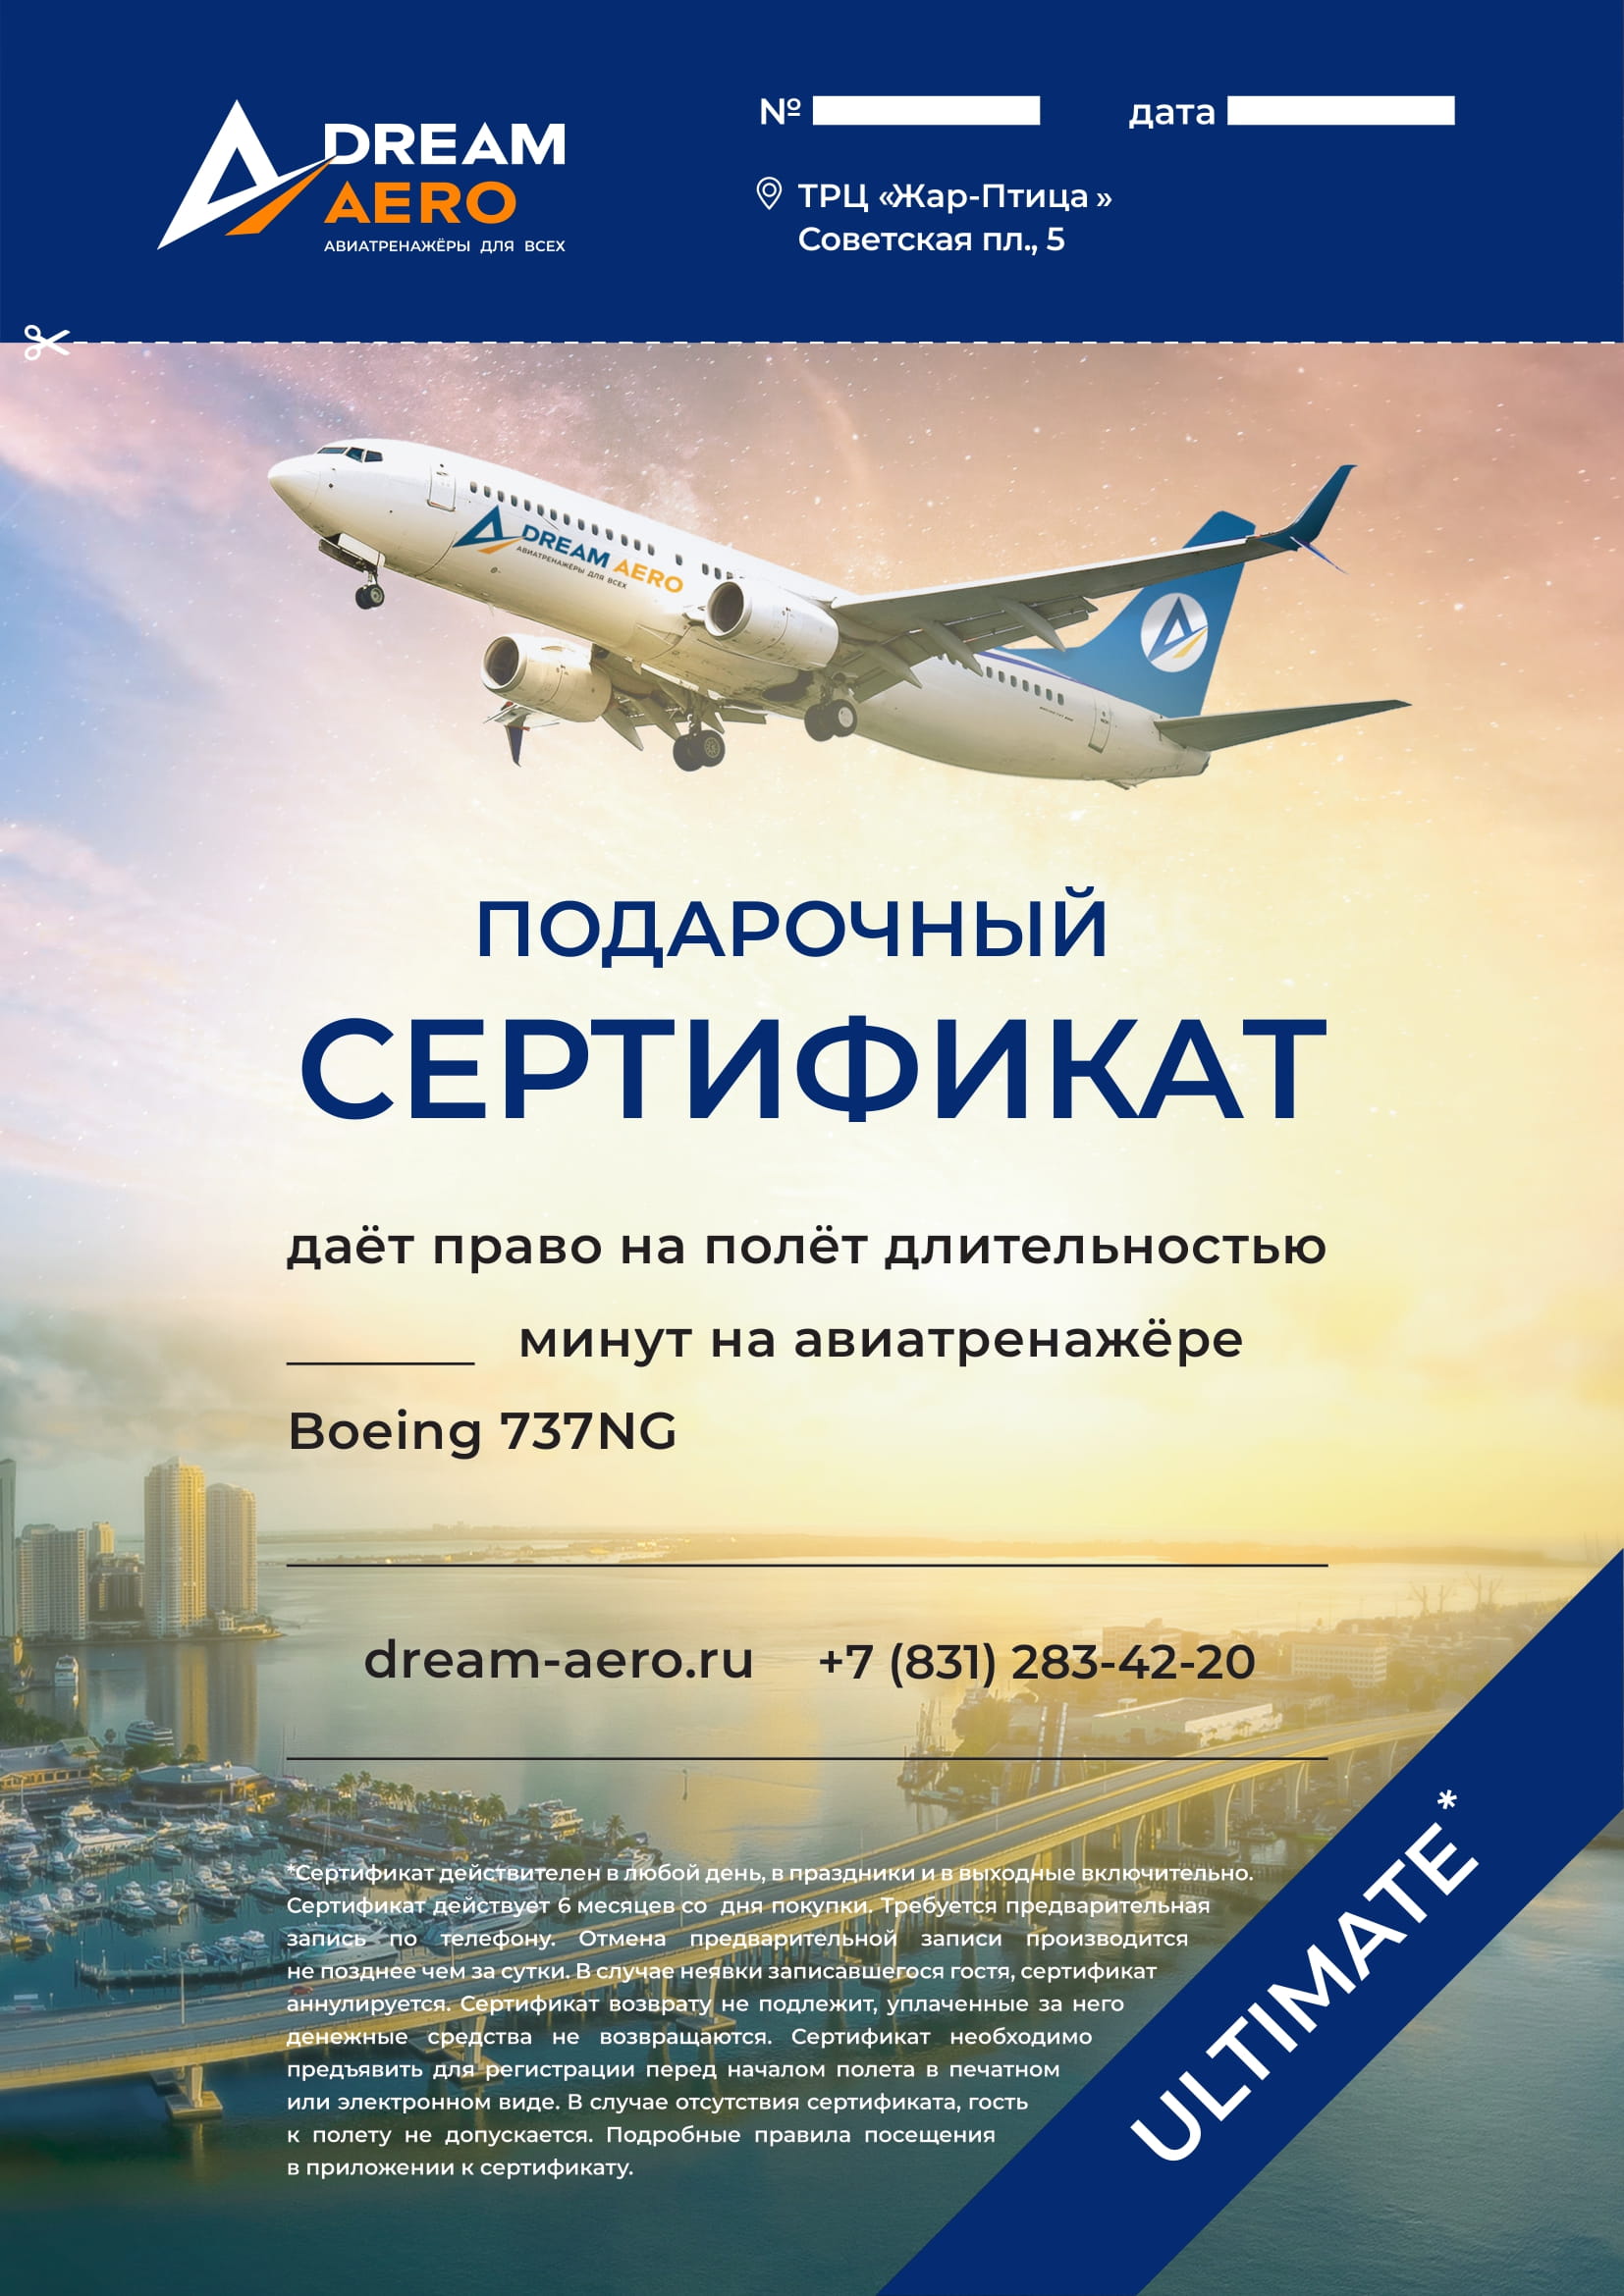 DREAM
AERO
АВИАТРЕНАЖЁРЫ ДЛЯ ВСЕХ
№
дата
ТРЦ «Жар-Птица »
Советская пл., 5
DREAM AERO
АВИАТРЕНАЖЁРЫ ДЛЯ ВСЕХ
ПОДАРОЧНЫЙ
СЕРТИФИКАТ
даёт право на полёт длительностью
______ минут на авиатренажёре
Boeing 737NG
dream-aero.ru +7 (831) 283-42-20
*Сертификат действителен в любой день, в праздники и в выходные включительно.
Сертификат действует 6 месяцев со дня покупки. Требуется предварительная
запись по телефону. Отмена предварительной записи производится
не позднее чем за сутки. В случае неявки записавшегося гостя, сертификат
аннулируется. Сертификат возврату не подлежит, уплаченные за него
денежные средства не возвращаются. Сертификат необходимо
предъявить для регистрации перед началом полета в печатном
или электронном виде. В случае отсутствия сертификата, гость
к полету не допускается. Подробные правила посещения
в приложении к сертификату.
ULTIMATE*